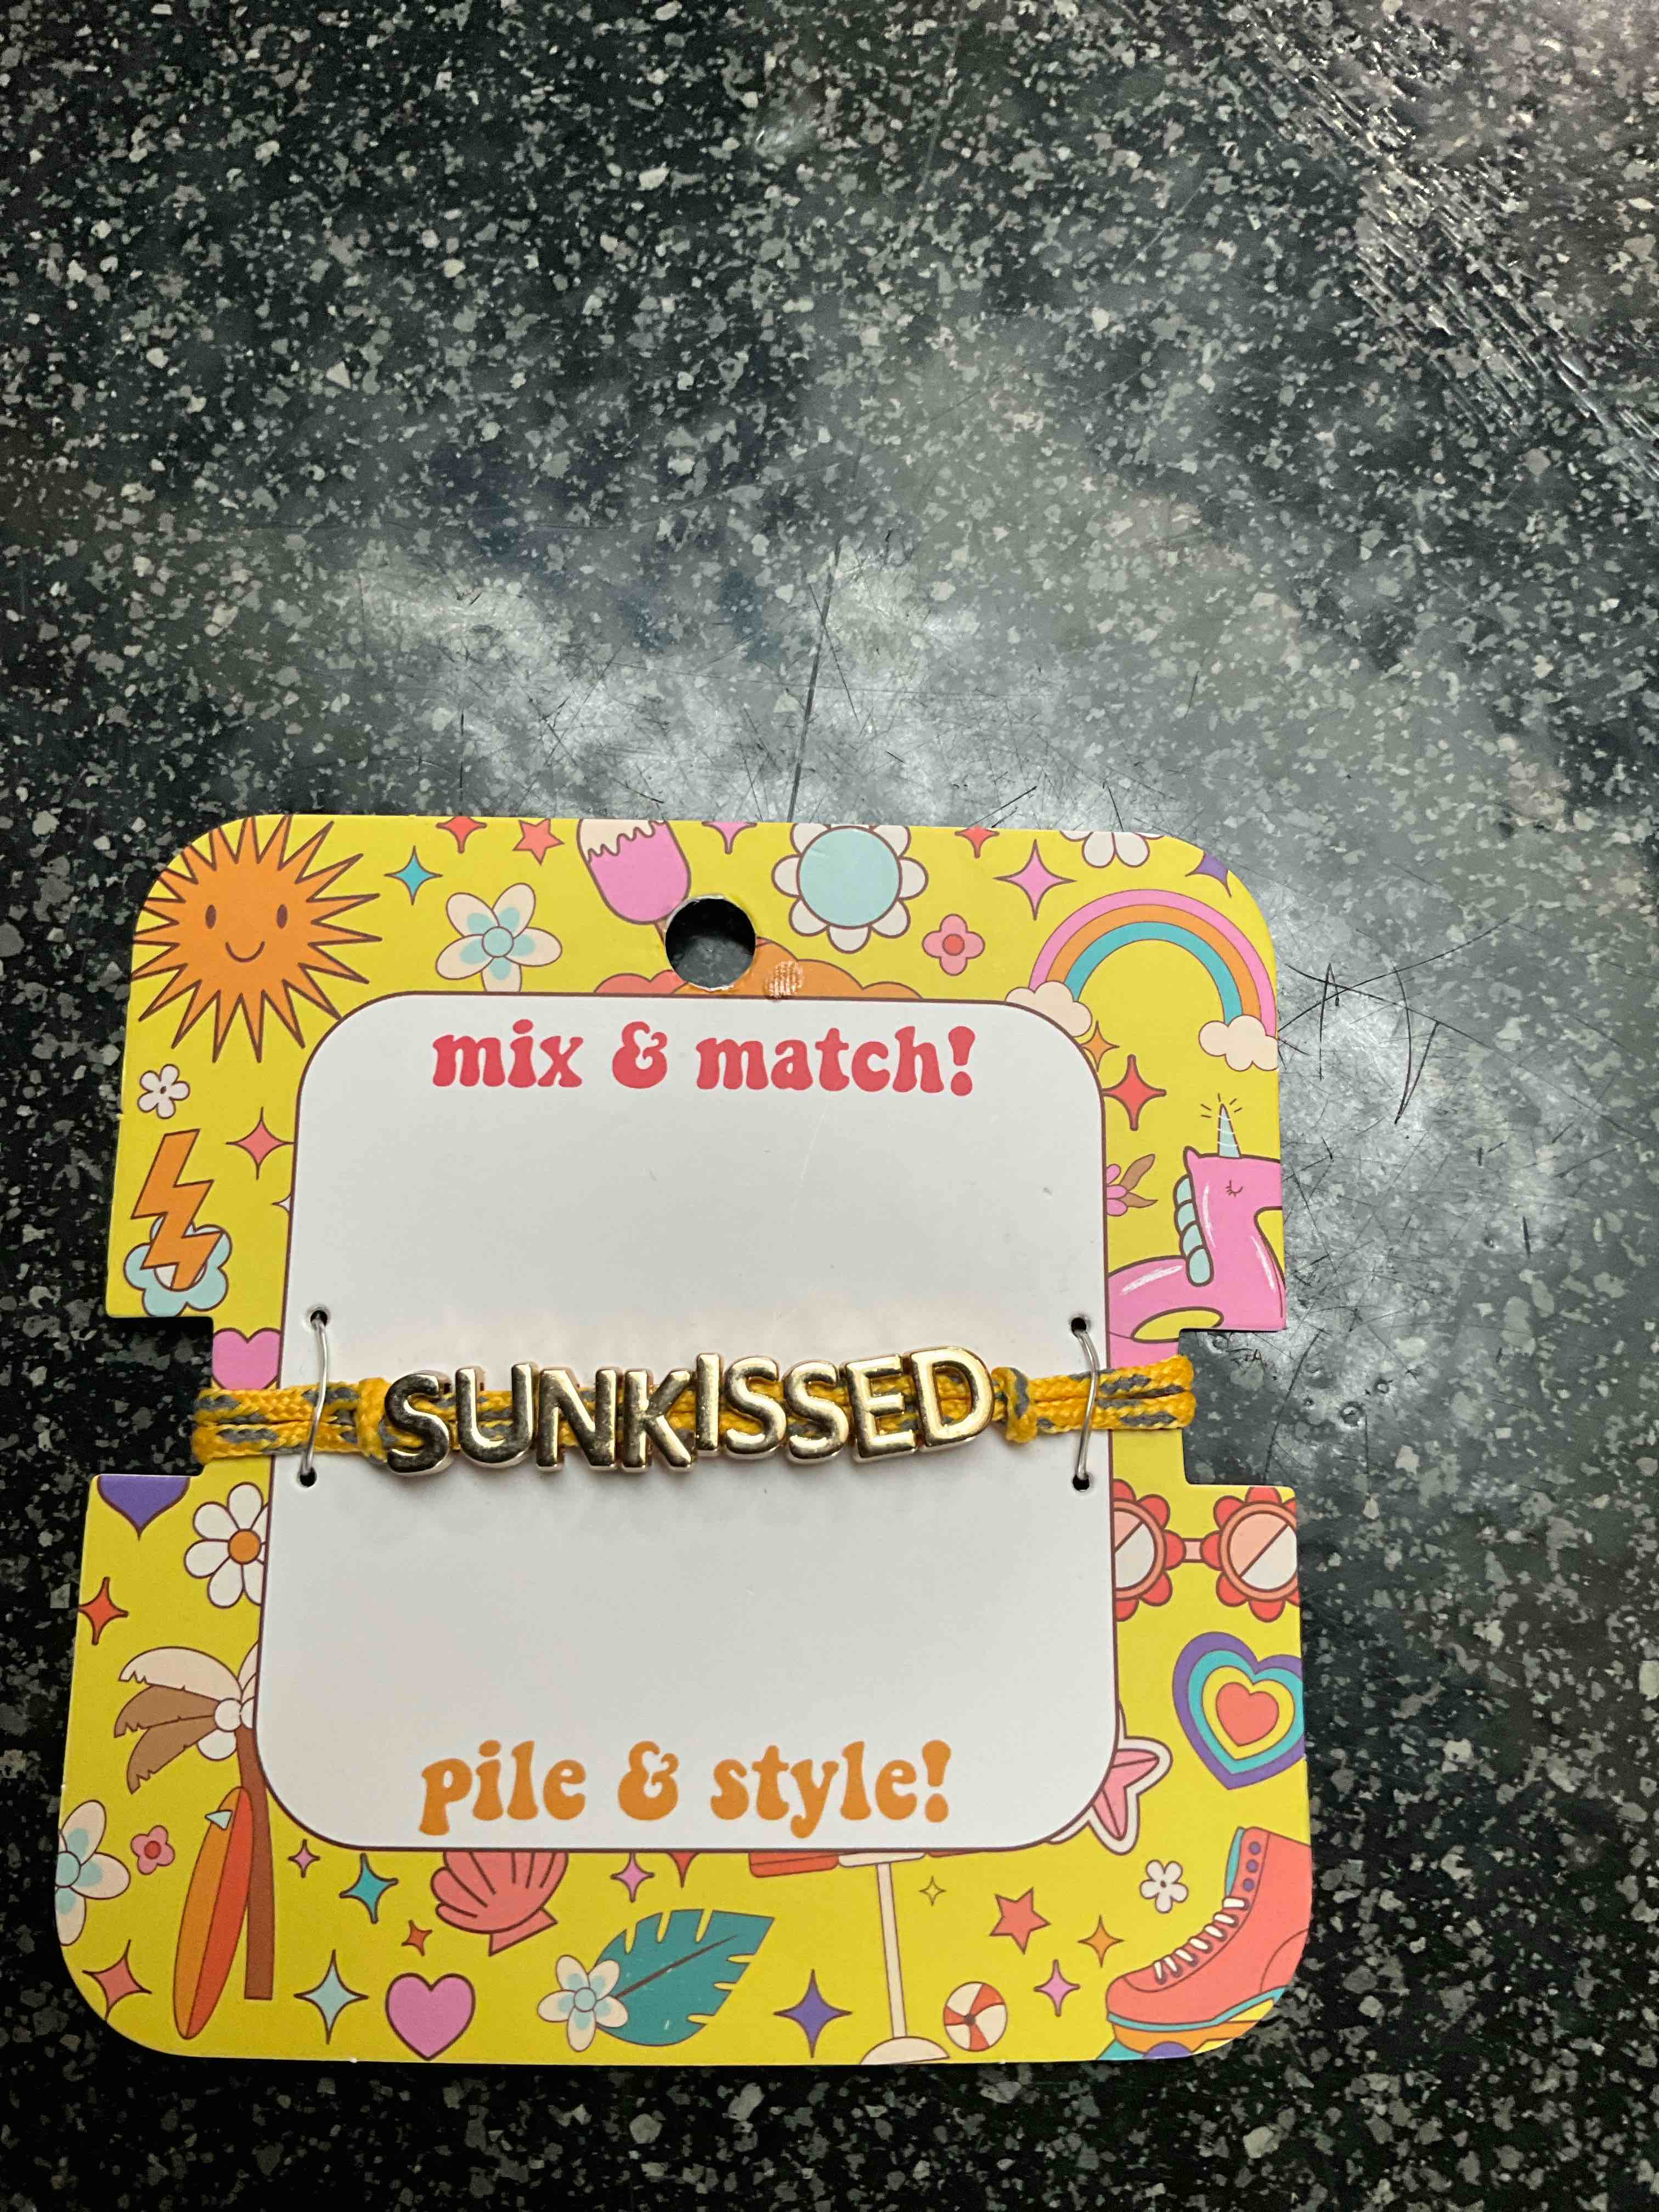 mix & match!
SUNKISSED
pile & style!